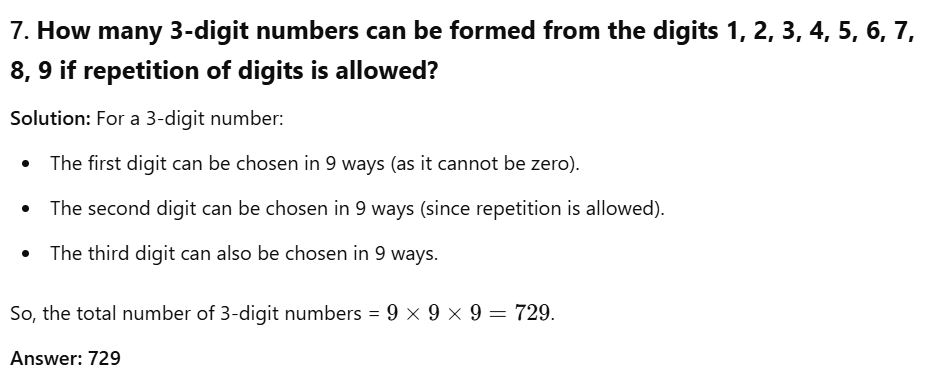 7. How many 3-digit numbers can be formed from the digits 1, 2, 3, 4, 5, 6, 7,
8, 9 if repetition of digits is allowed?
Solution: For a 3-digit number:
• The first digit can be chosen in 9 ways (as it cannot be zero).
• The second digit can be chosen in 9 ways (since repetition is allowed).
• The third digit can also be chosen in 9 ways.
So, the total number of 3-digit numbers = 9 × 9 × 9 = 729.
Answer: 729